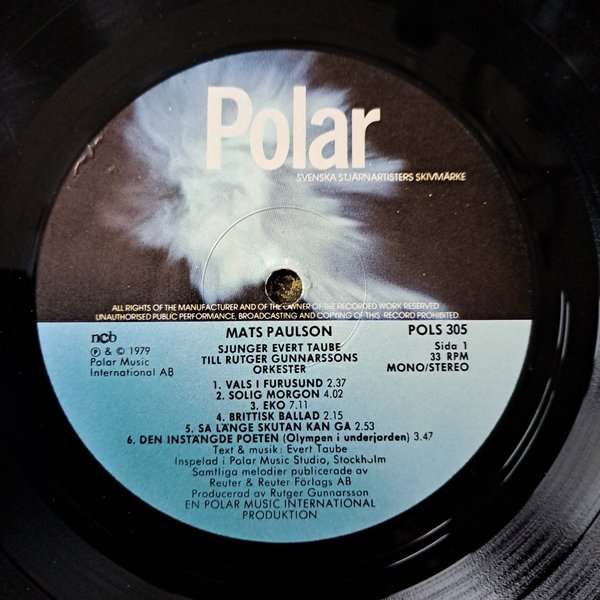 Polar
SVENSKA STJÄRNARTISTERS SKIVMÄRKE
ALL RIGHTS OF THE MANUFACTURER AND OF THE OWNER OF THE RECORDED WORK RESERVED
UNAUTHORISED PUBLIC PERFORMANCE, BROADCASTING AND COPYING OF THIS RECORD PROHIBITED
ncb
Ⓟ & © 1979
Polar Music
International AB
MATS PAULSON
SJUNGER EVERT TAUBE
TILL RUTGER GUNNARSSONS
ORKESTER
POLS 305
Sida 1
33 RPM
MONO/STEREO
1. VALS I FURUSUND 2.37
2. SOLIG MORGON 4.02
3. EKO 7.11
4. BRITTISK BALLAD 2.15
5. SÅ LÄNGE SKUTAN KAN GÅ 2.53
6. DEN INSTÄNGDE POETEN (Olympen i underjorden) 3.47
Text & musik: Evert Taube
Inspelad i Polar Music Studio, Stockholm
Samtliga melodier publicerade av
Reuter & Reuter Förlags AB
Producerad av Rutger Gunnarsson
EN POLAR MUSIC INTERNATIONAL
PRODUKTION